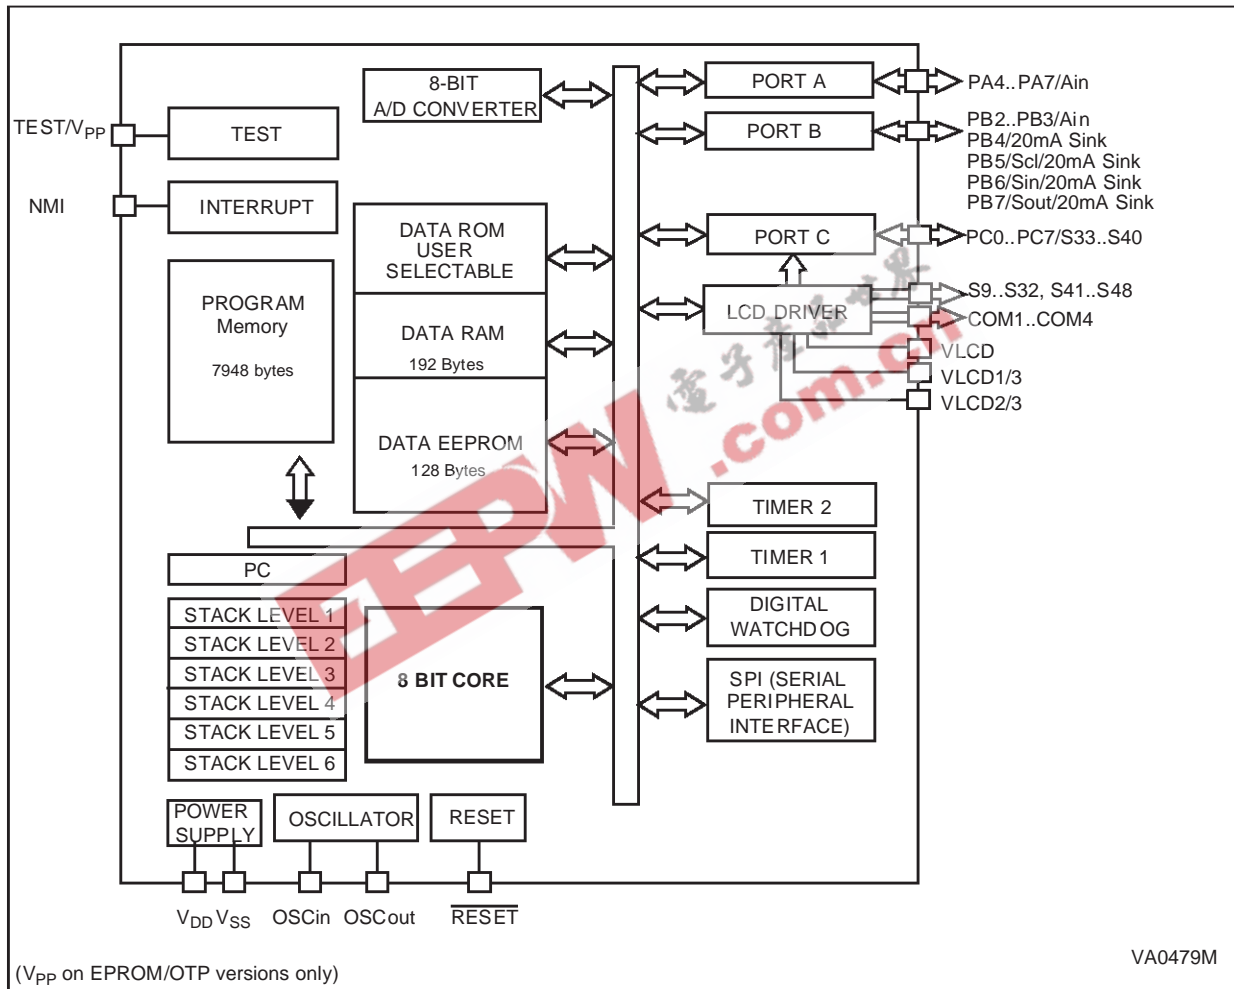 8-BIT
A/D CONVERTER
PORT A
PA4..PA7/Ain
TEST/VPP
TEST
PORT B
PB2..PB3/Ain
PB4/20mA Sink
PB5/Scl/20mA Sink
PB6/Sin/20mA Sink
PB7/Sout/20mA Sink
NMI
INTERRUPT
DATA ROM
USER
SELECTABLE
PORT C
PC0..PC7/S33..S40
PROGRAM
Memory
7948 bytes
DATA RAM
192 Bytes
LCD DRIVER
S9..S32, S41..S48
COM1..COM4
VLCD
VLCD1/3
VLCD2/3
DATA EEPROM
128 Bytes
電子產品世界
.com.cn
EEPW
TIMER 2
PC
TIMER 1
STACK LEVEL 1
STACK LEVEL 2
STACK LEVEL 3
STACK LEVEL 4
STACK LEVEL 5
STACK LEVEL 6
8 BIT CORE
DIGITAL
WATCHDOG
SPI (SERIAL
PERIPHERAL
INTERFACE)
POWER
SUPPLY
OSCILLATOR
RESET
VDD VSS
OSCin
OSCout
RESET
(VPP on EPROM/OTP versions only)
VA0479M